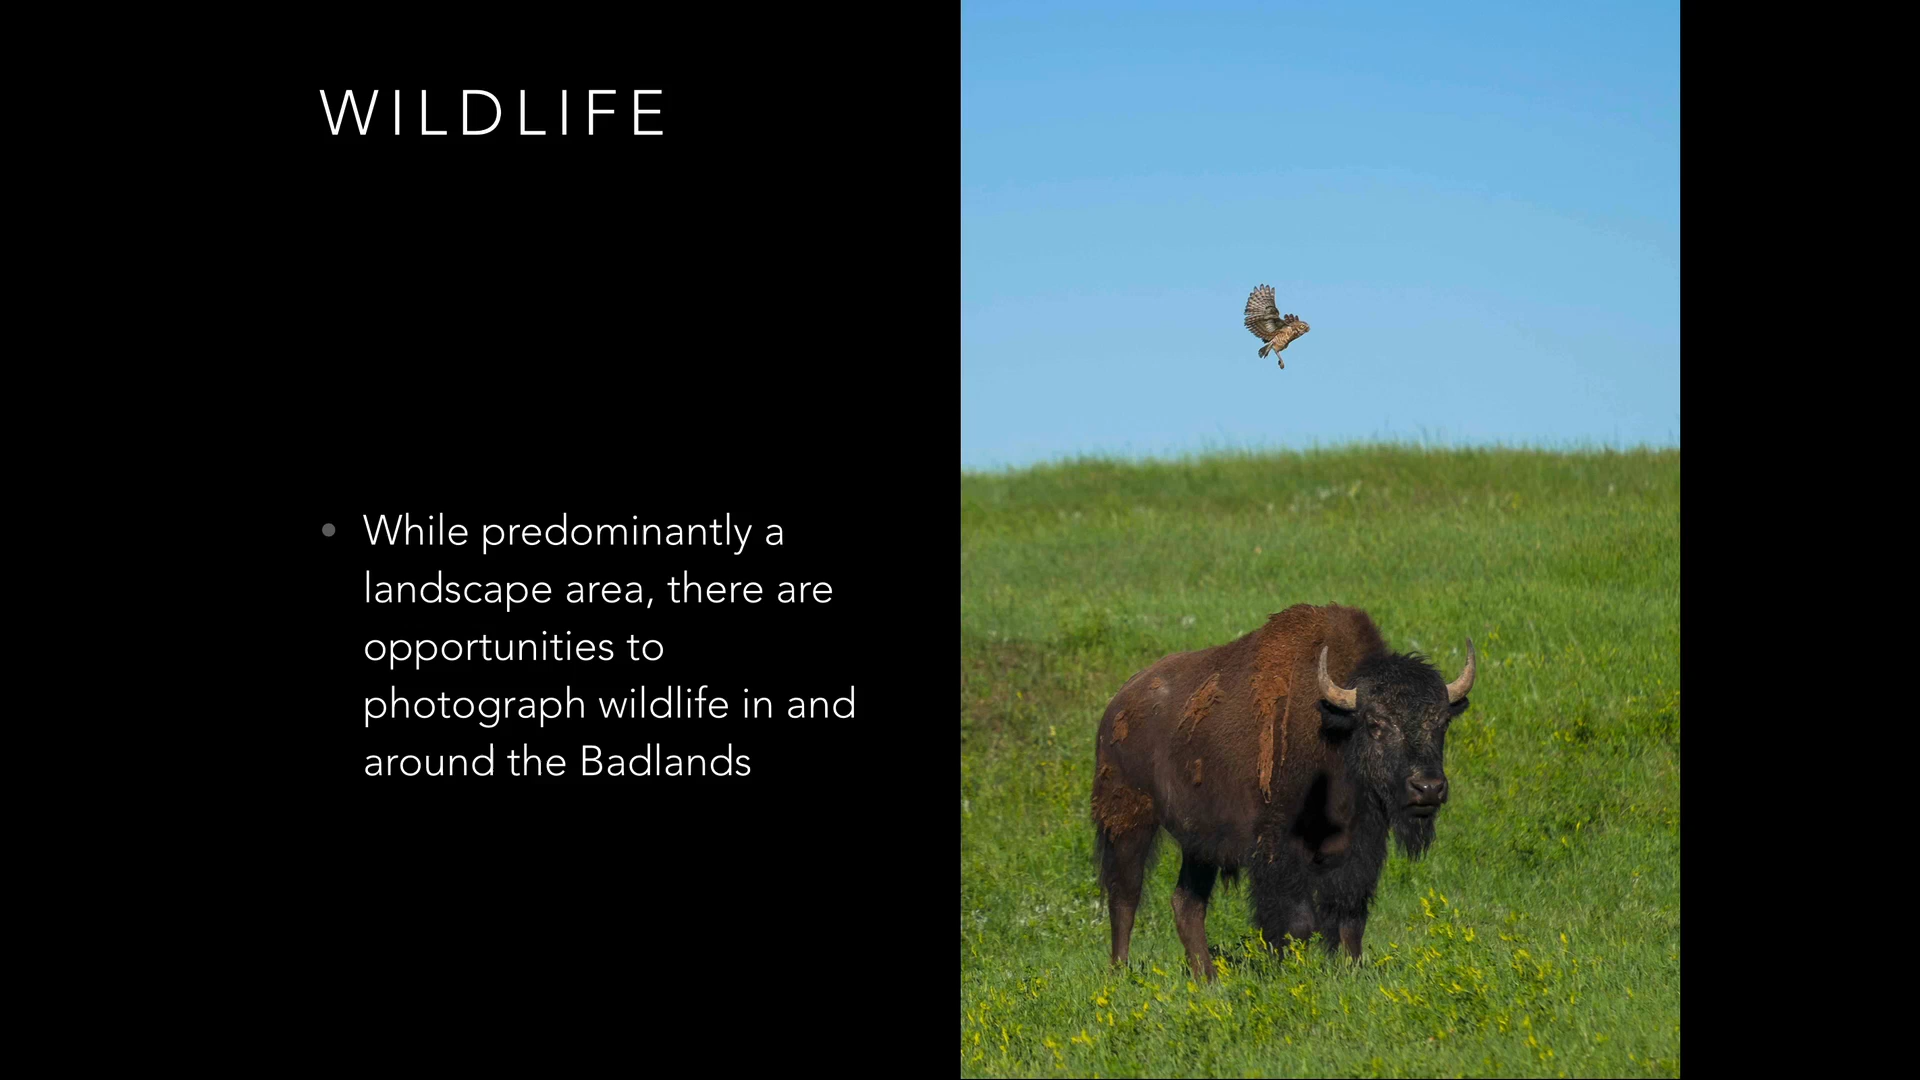 WILDLIFE
• While predominantly a
landscape area, there are
opportunities to
photograph wildlife in and
around the Badlands